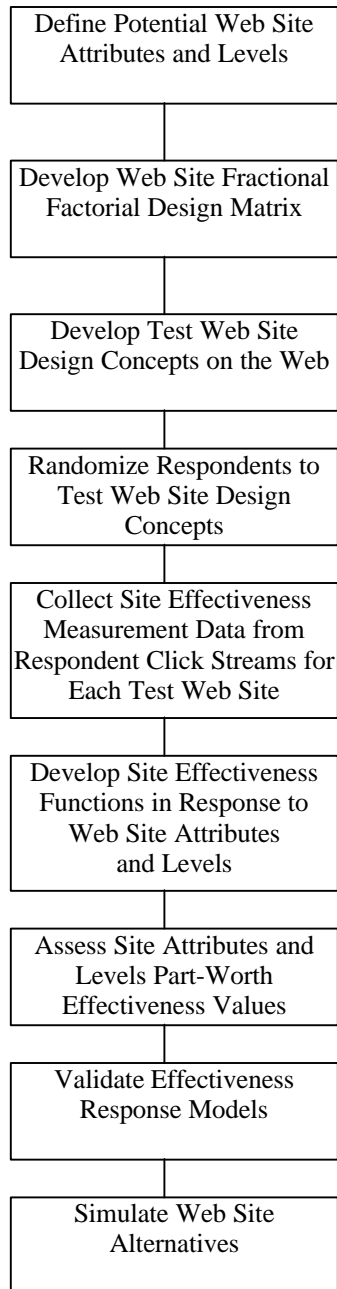 Define Potential Web Site
Attributes and Levels
Develop Web Site Fractional
Factorial Design Matrix
Develop Test Web Site
Design Concepts on the Web
Randomize Respondents to
Test Web Site Design
Concepts
Collect Site Effectiveness
Measurement Data from
Respondent Click Streams for
Each Test Web Site
Develop Site Effectiveness
Functions in Response to
Web Site Attributes
and Levels
Assess Site Attributes and
Levels Part-Worth
Effectiveness Values
Validate Effectiveness
Response Models
Simulate Web Site
Alternatives